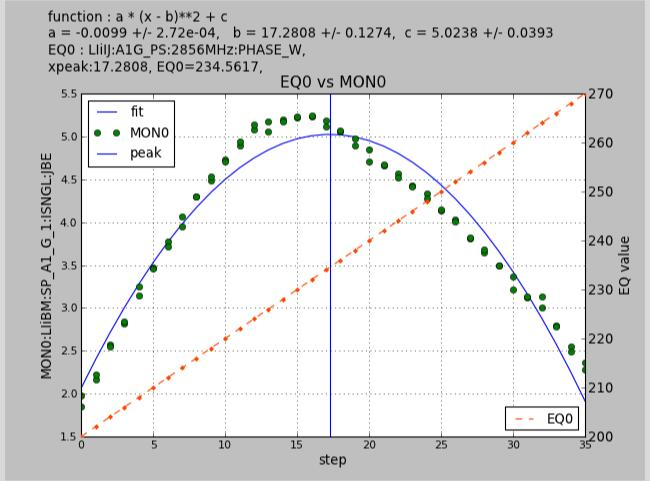 function : a * (x - b)**2 + c
a = -0.0099 +/- 2.72e-04,   b = 17.2808 +/- 0.1274,  c = 5.0238 +/- 0.0393
EQ0 : LIiIJ:A1G_PS:2856MHz:PHASE_W,
xpeak:17.2808, EQ0=234.5617,
EQ0 vs MON0
5.5
5.0
4.5
4.0
3.5
3.0
2.5
2.0
1.5
MON0:LIiBM:SP_A1_G_1:ISNGL:JBE
fit
MON0
peak
270
260
250
240
230
220
210
200
EQ value
EQ0
0 5 10 15 20 25 30 35
step